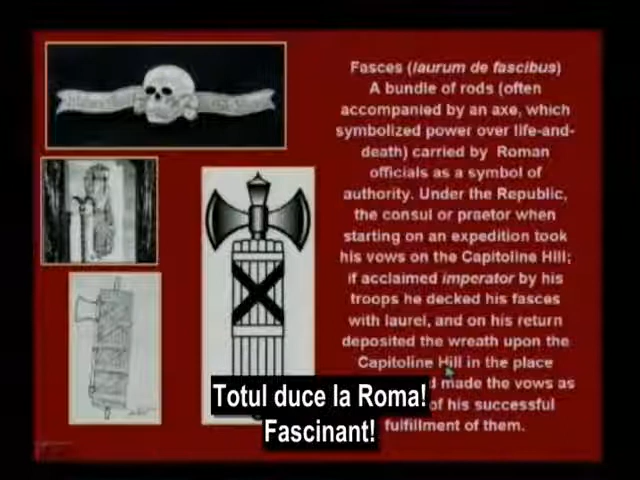 Fasces (laurum de fascibus)
A bundle of rods (often
accompanied by an axe, which
symbolized power over life-and-
death) carried by Roman
officials as a symbol of
authority. Under the Republic,
the consul or praetor when
starting on an expedition took
his vows on the Capitoline Hill;
if acclaimed imperator by his
troops he decked his fasces
with laurel, and on his return
deposited the wreath upon the
Capitoline Hill in the place
made the vows as
of his successful
fulfillment of them.
Totul duce la Roma!
Fascinant!